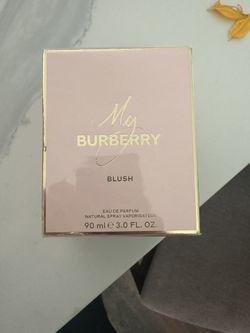 My
BURBERRY
BLUSH
EAU DE PARFUM
NATURAL SPRAY VAPORISATEUR
90 ml ℮ 3.0 FL. OZ.